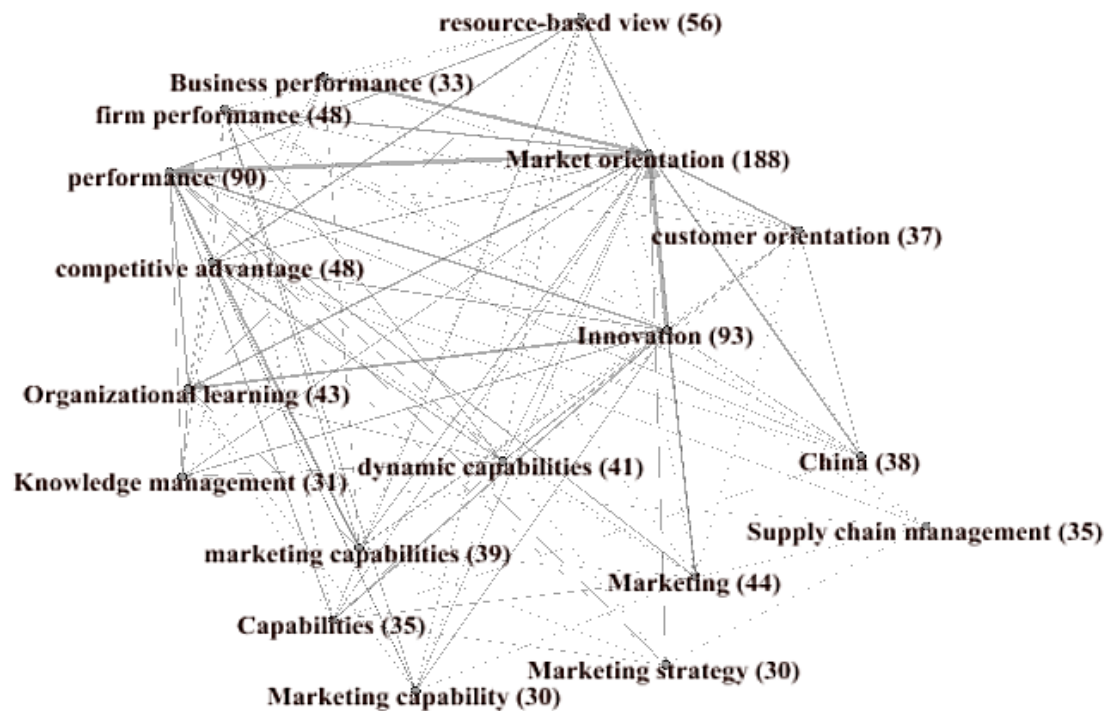 resource-based view (56)
Business performance (33)
firm performance (48)
Market orientation (188)
performance (90)
customer orientation (37)
competitive advantage (48)
Innovation (93)
Organizational learning (43)
dynamic capabilities (41)
China (38)
Knowledge management (31)
Supply chain management (35)
marketing capabilities (39)
Marketing (44)
Capabilities (35)
Marketing strategy (30)
Marketing capability (30)